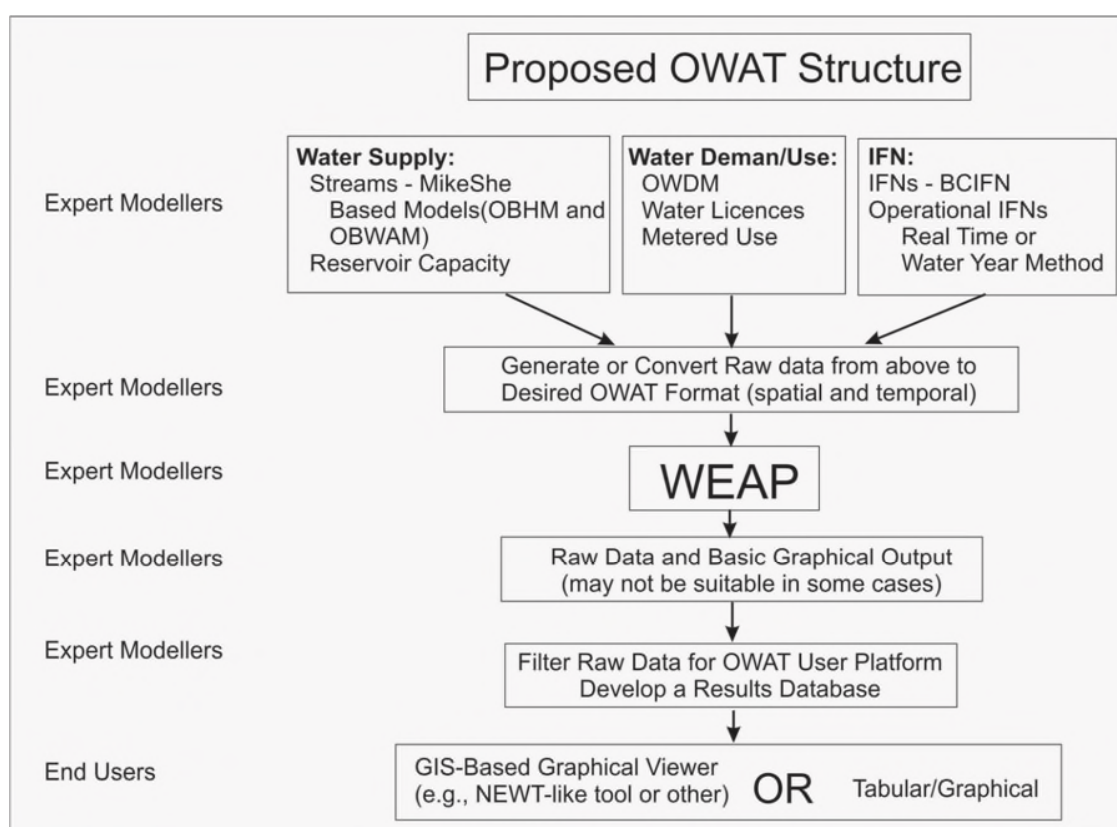 Proposed OWAT Structure
Expert Modellers
Water Supply:
Streams - MikeShe
Based Models(OBHM and
OBWAM)
Reservoir Capacity
Water Deman/Use:
OWDM
Water Licences
Metered Use
IFN:
IFNs - BCIFN
Operational IFNs
Real Time or
Water Year Method
Expert Modellers
Generate or Convert Raw data from above to
Desired OWAT Format (spatial and temporal)
Expert Modellers
WEAP
Expert Modellers
Raw Data and Basic Graphical Output
(may not be suitable in some cases)
Expert Modellers
Filter Raw Data for OWAT User Platform
Develop a Results Database
End Users
GIS-Based Graphical Viewer
(e.g., NEWT-like tool or other)
OR
Tabular/Graphical